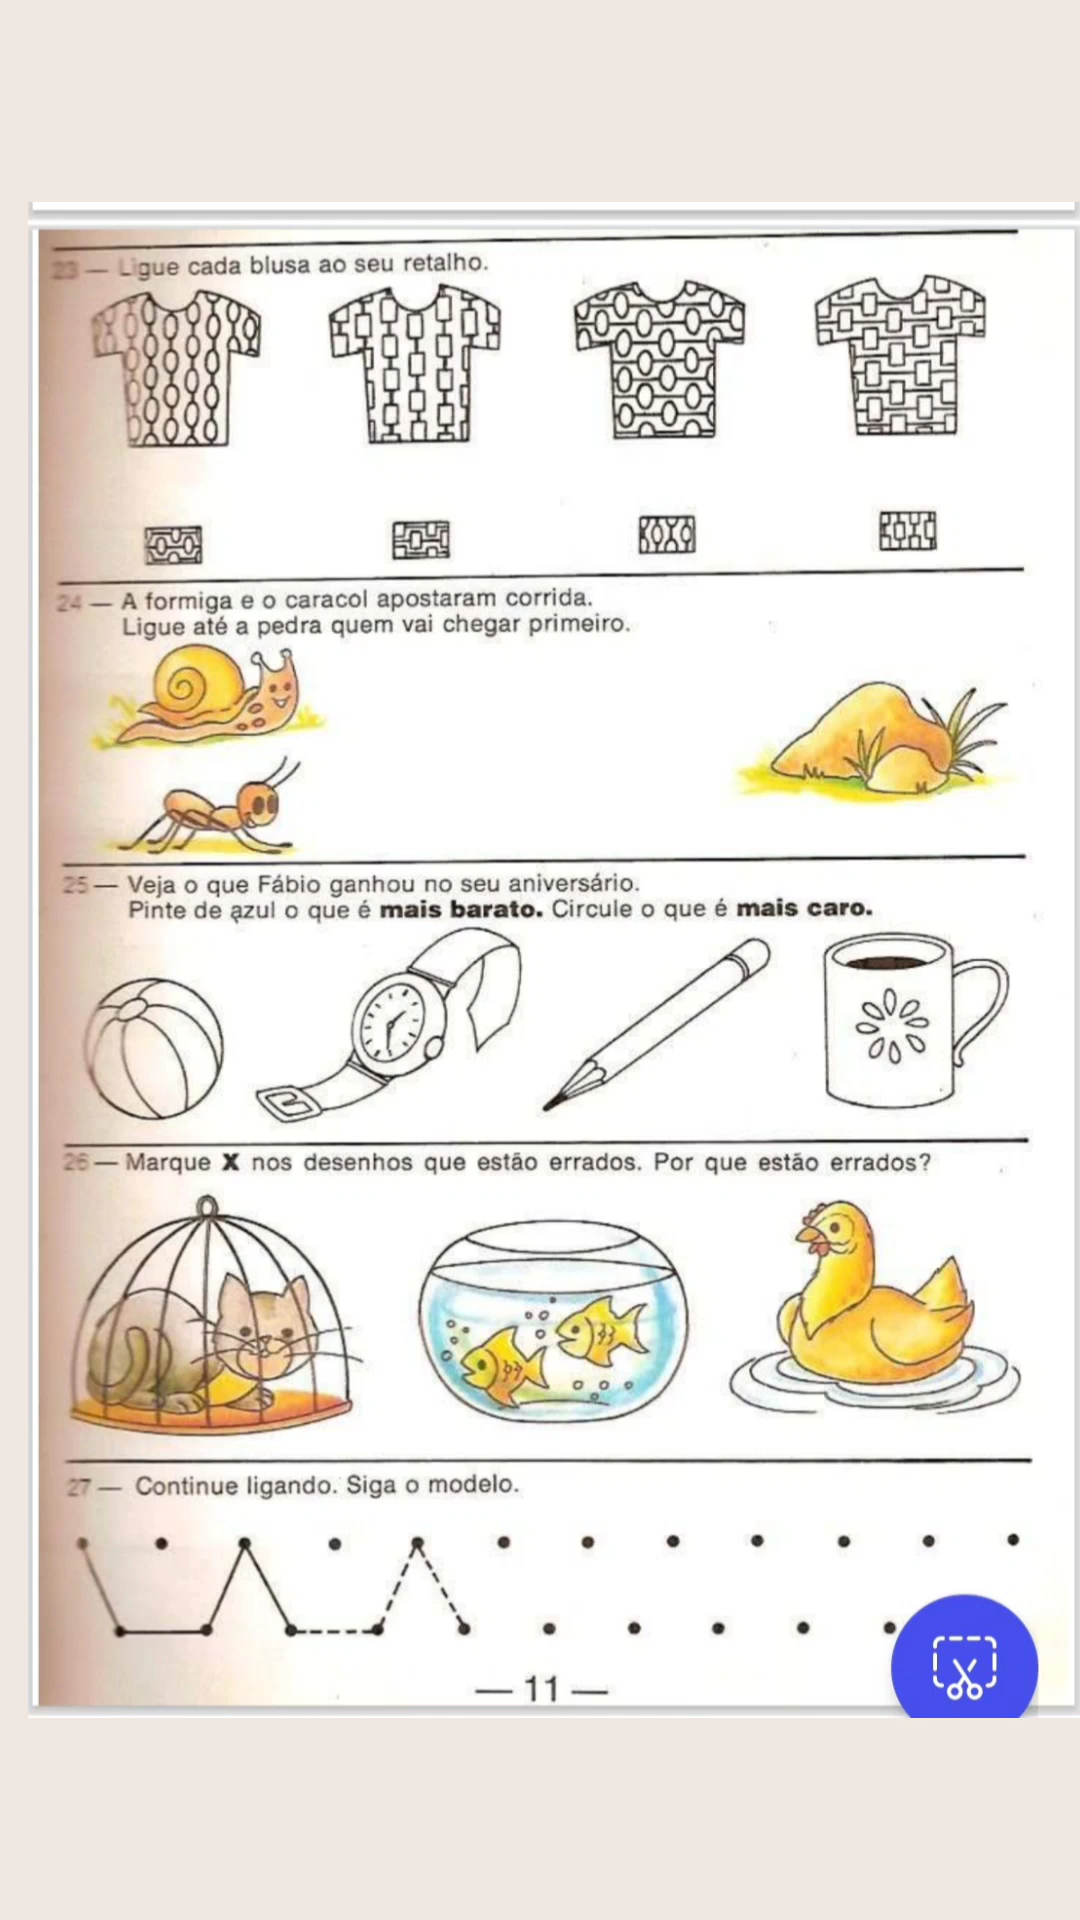 23 — Ligue cada blusa ao seu retalho.
24 — A formiga e o caracol apostaram corrida.
Ligue até a pedra quem vai chegar primeiro.
25 — Veja o que Fábio ganhou no seu aniversário.
Pinte de azul o que é mais barato. Circule o que é mais caro.
26 — Marque X nos desenhos que estão errados. Por que estão errados?
27 — Continue ligando. Siga o modelo.
— 11 —